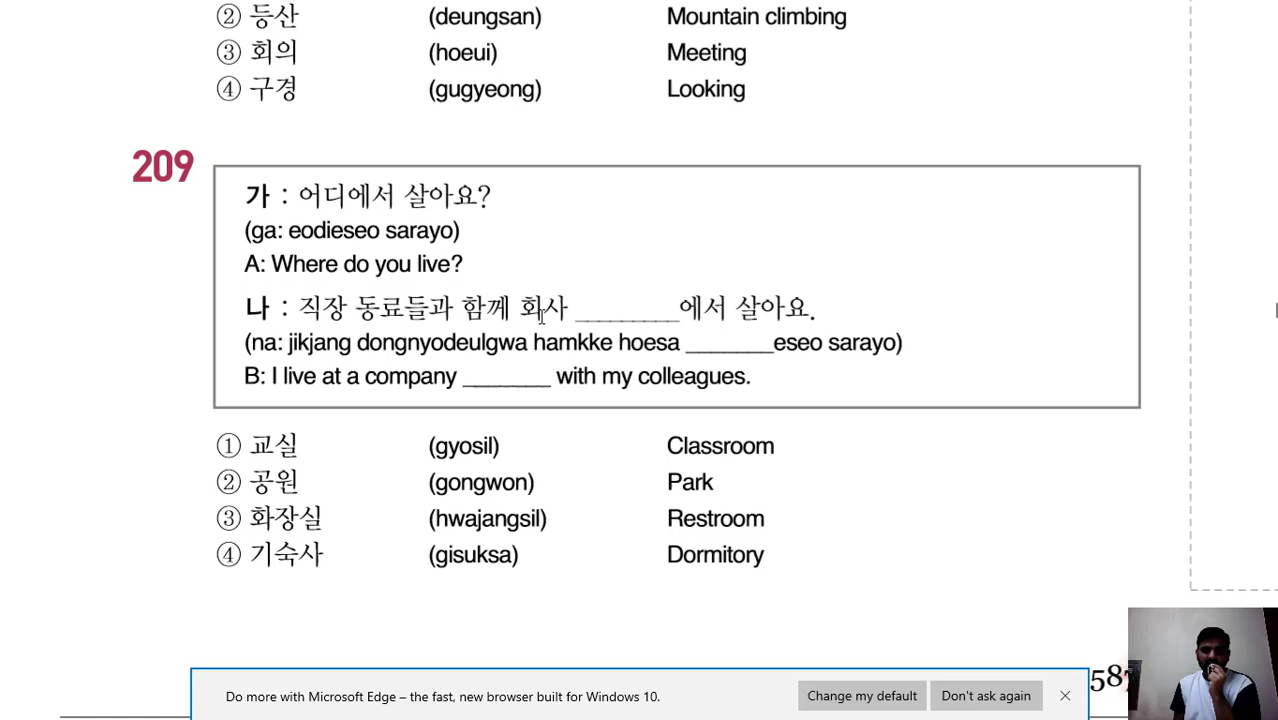 ② 등산 (deungsan) Mountain climbing
③ 회의 (hoeui) Meeting
④ 구경 (gugyeong) Looking
209
가 : 어디에서 살아요?
(ga: eodieseo sarayo)
A: Where do you live?
나 : 직장 동료들과 함께 회사 _________에서 살아요.
(na: jikjang dongnyodeulgwa hamkke hoesa _______eseo sarayo)
B: I live at a company _______ with my colleagues.
① 교실 (gyosil) Classroom
② 공원 (gongwon) Park
③ 화장실 (hwajangsil) Restroom
④ 기숙사 (gisuksa) Dormitory
Do more with Microsoft Edge – the fast, new browser built for Windows 10. Change my default Don't ask again